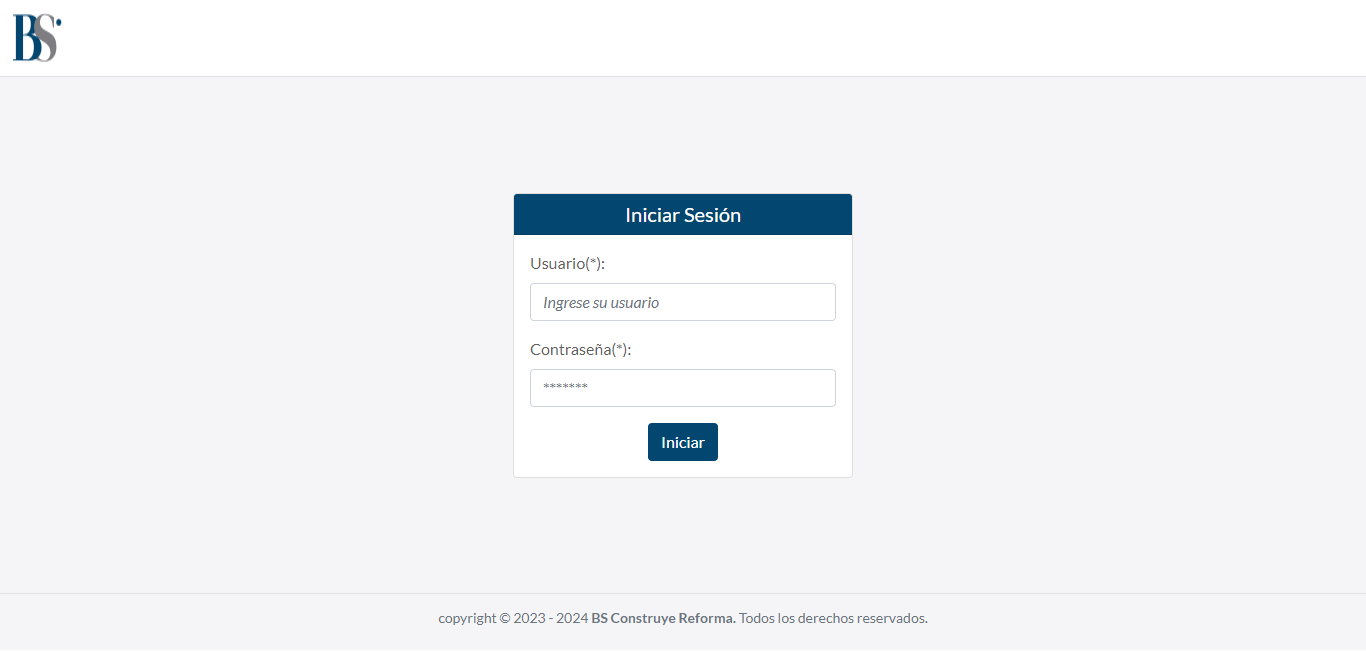 BS
Iniciar Sesión
Usuario(*):
Ingrese su usuario
Contraseña(*):
*******
Iniciar
copyright © 2023 - 2024 BS Construye Reforma. Todos los derechos reservados.